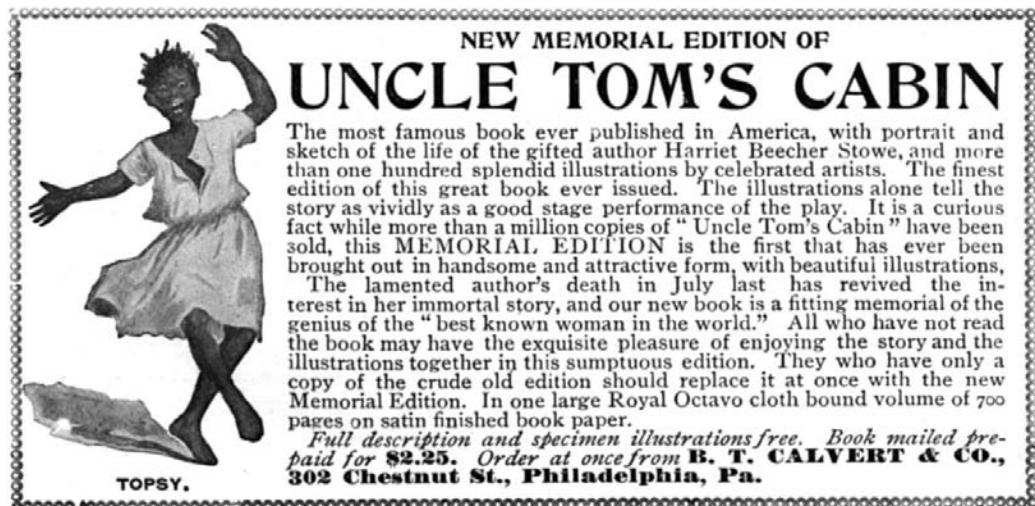 NEW MEMORIAL EDITION OF
UNCLE TOM'S CABIN
The most famous book ever published in America, with portrait and
sketch of the life of the gifted author Harriet Beecher Stowe, and more
than one hundred splendid illustrations by celebrated artists. The finest
edition of this great book ever issued. The illustrations alone tell the
story as vividly as a good stage performance of the play. It is a curious
fact while more than a million copies of " Uncle Tom's Cabin " have been
sold, this MEMORIAL EDITION is the first that has ever been
brought out in handsome and attractive form, with beautiful illustrations,
The lamented author's death in July last has revived the in-
terest in her immortal story, and our new book is a fitting memorial of the
genius of the " best known woman in the world." All who have not read
the book may have the exquisite pleasure of enjoying the story and the
illustrations together in this sumptuous edition. They who have only a
copy of the crude old edition should replace it at once with the new
Memorial Edition. In one large Royal Octavo cloth bound volume of 700
pages on satin finished book paper.
Full description and specimen illustrations free. Book mailed pre-
paid for $2.25. Order at once from B. T. CALVERT & CO.,
302 Chestnut St., Philadelphia, Pa.
TOPSY.